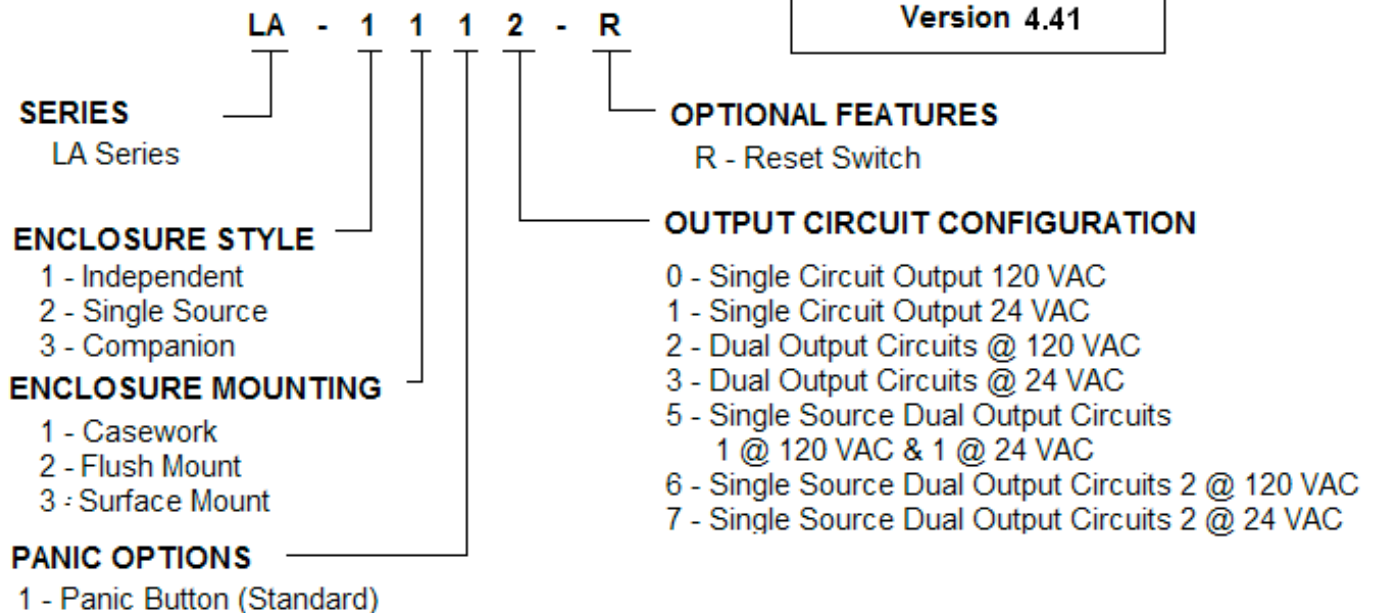 LA - 1 1 1 2 - R
Version 4.41
SERIES
LA Series
ENCLOSURE STYLE
1 - Independent
2 - Single Source
3 - Companion
ENCLOSURE MOUNTING
1 - Casework
2 - Flush Mount
3 - Surface Mount
PANIC OPTIONS
1 - Panic Button (Standard)
OPTIONAL FEATURES
R - Reset Switch
OUTPUT CIRCUIT CONFIGURATION
0 - Single Circuit Output 120 VAC
1 - Single Circuit Output 24 VAC
2 - Dual Output Circuits @ 120 VAC
3 - Dual Output Circuits @ 24 VAC
5 - Single Source Dual Output Circuits
1 @ 120 VAC & 1 @ 24 VAC
6 - Single Source Dual Output Circuits 2 @ 120 VAC
7 - Single Source Dual Output Circuits 2 @ 24 VAC